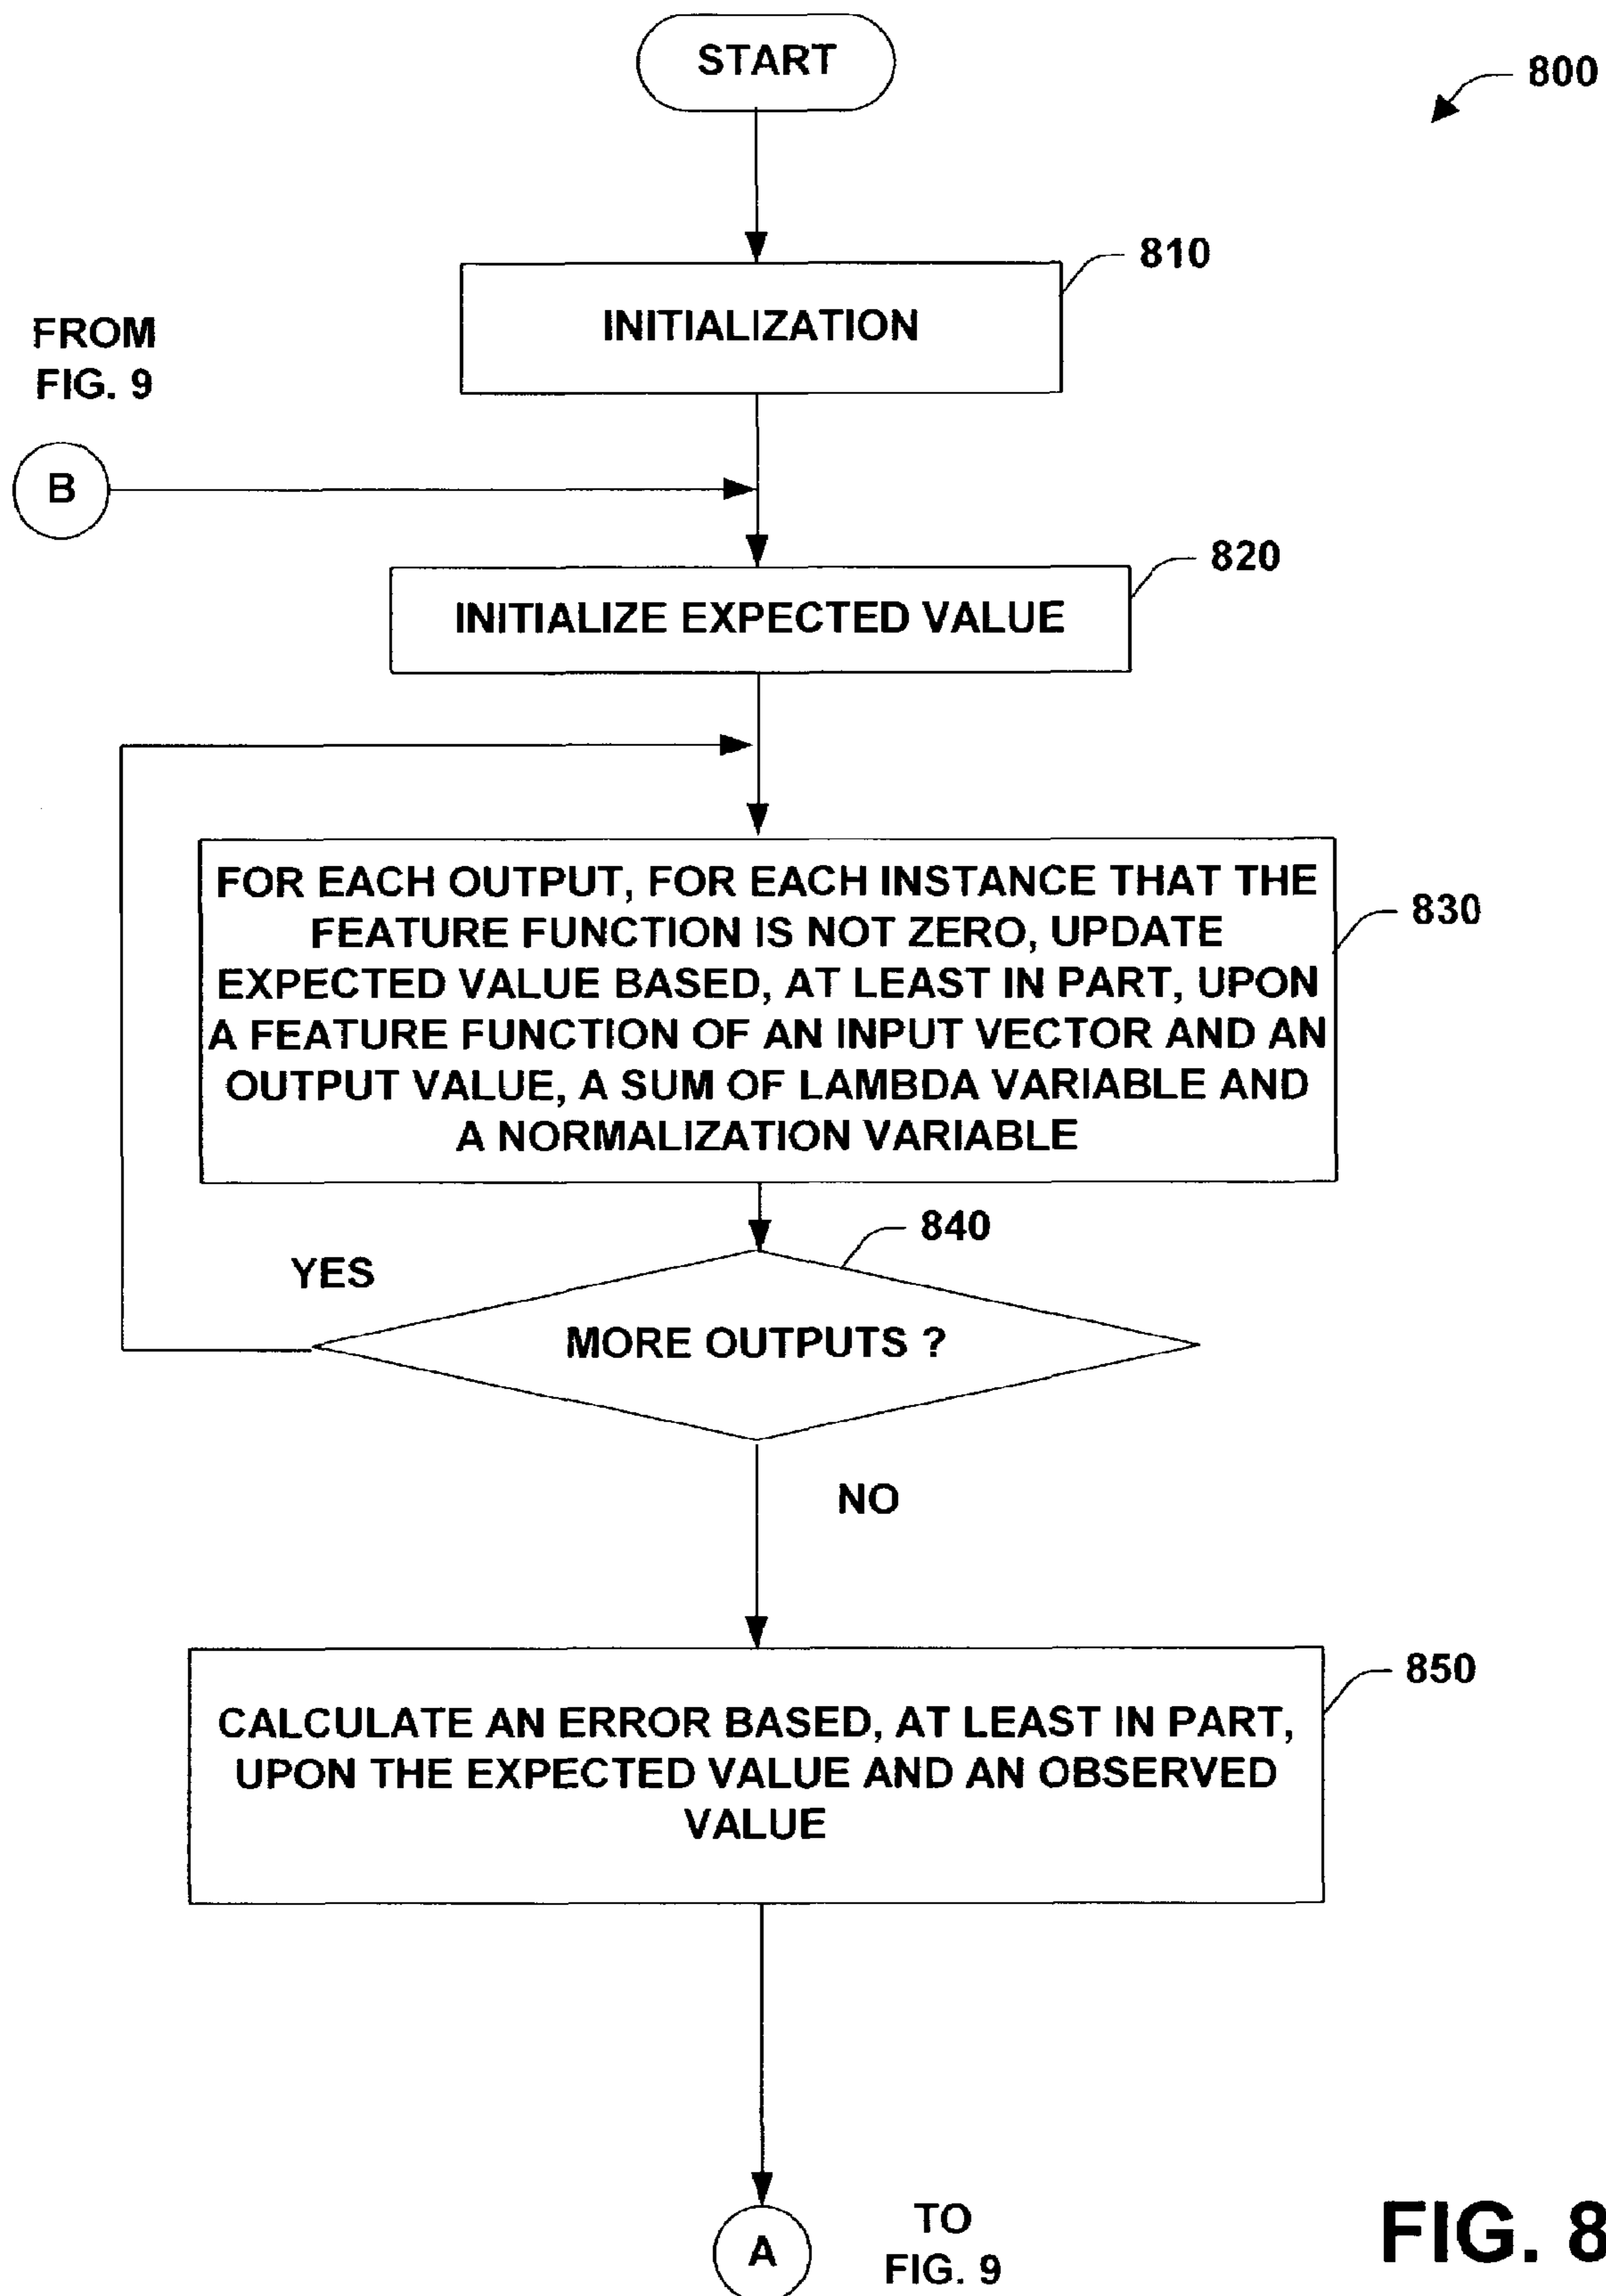 START
800
810
INITIALIZATION
FROM
FIG. 9
B
820
INITIALIZE EXPECTED VALUE
830
FOR EACH OUTPUT, FOR EACH INSTANCE THAT THE
FEATURE FUNCTION IS NOT ZERO, UPDATE
EXPECTED VALUE BASED, AT LEAST IN PART, UPON
A FEATURE FUNCTION OF AN INPUT VECTOR AND AN
OUTPUT VALUE, A SUM OF LAMBDA VARIABLE AND
A NORMALIZATION VARIABLE
840
YES
MORE OUTPUTS ?
NO
850
CALCULATE AN ERROR BASED, AT LEAST IN PART,
UPON THE EXPECTED VALUE AND AN OBSERVED
VALUE
A
TO
FIG. 9
FIG. 8